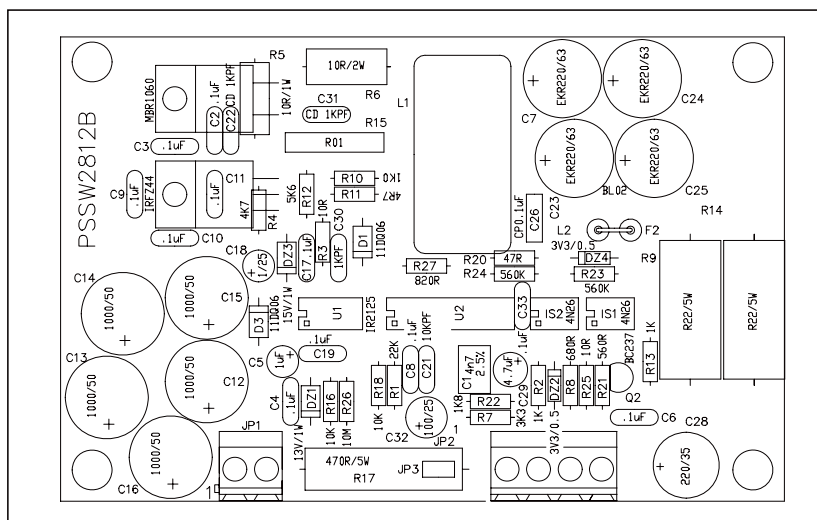 PSSW2812B
MBR1060
R5
10R/1W
.1uF
C2
C22
CD 1KPF
C3
.1uF
10R/2W
R6
C31
CD 1KPF
R15
R01
L1
EKR220/63
EKR220/63
C7
C24
EKR220/63
EKR220/63
C25
BL02
C9
.1uF
IRFZ44
.1uF
C11
C10
.1uF
4K7
R4
5K6
R12
R10
1K0
R11
4R7
10R
R3
C30
1KPF
D1
11DQ06
C18
1/25
DZ3
15V/1W
C17
.1uF
CP0.1uF
C26
C23
L2
F2
3V3/0.5
DZ4
R14
R9
R22/5W
R22/5W
R27
820R
R20
47R
R24
560K
R23
560K
C14
1000/50
C15
1000/50
D3
11DQ06
U1
IR2125
U2
C33
.1uF
IS2
4N26
IS1
4N26
C13
1000/50
C12
1000/50
C5
1uF
.1uF
C19
C4
.1uF
DZ1
13V/1W
R16
10K
R26
10M
R18
10K
R1
22K
C8
.1uF
C21
10KPF
C32
100/25
C1
4n7
2.5%
4.7uF
C29
1K8
R22
R7
3K3
R2
1K
DZ2
3V3/0.5
R8
680R
R25
10R
R21
560R
BC237
Q2
R13
1K
.1uF
C6
C28
220/35
C16
1000/50
JP1
1
470R/5W
R17
JP3
JP2
1